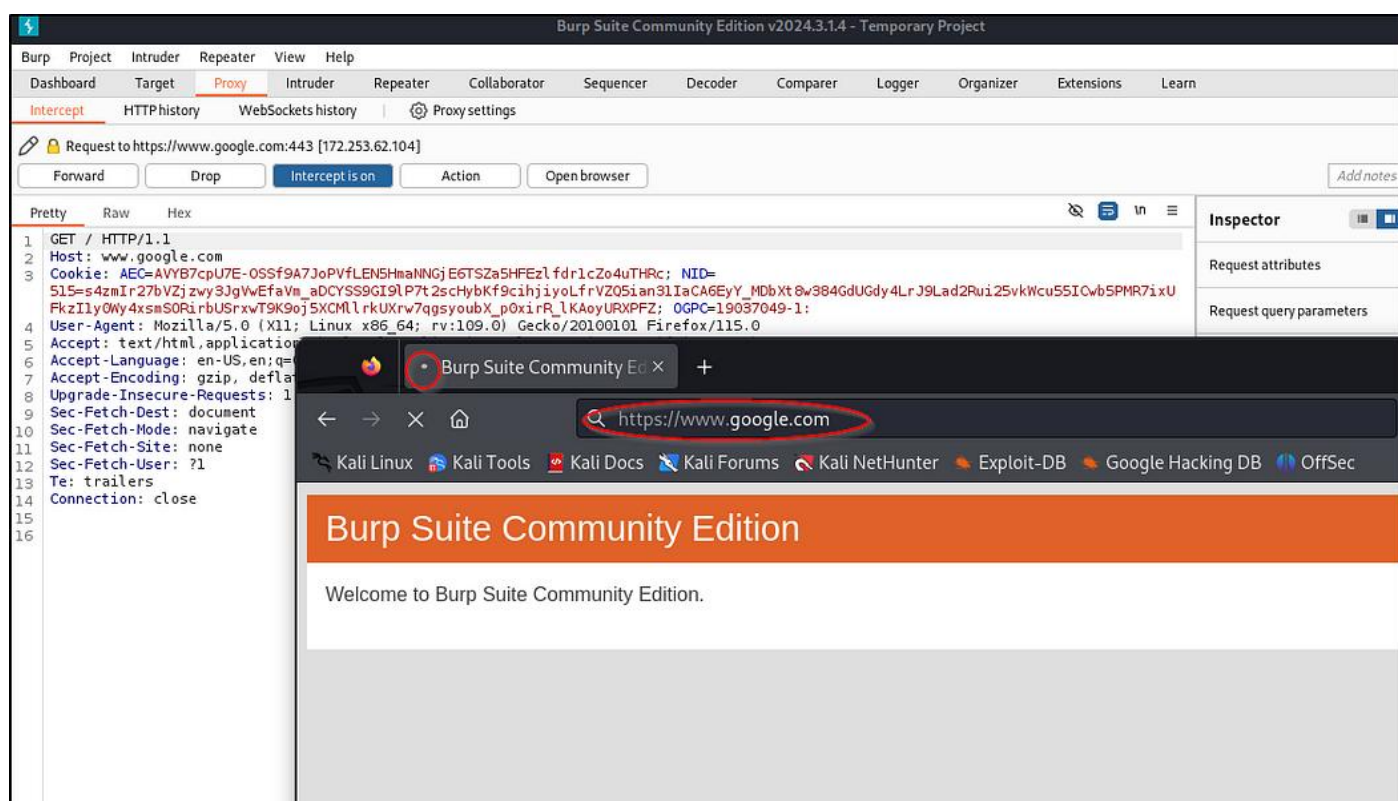 Burp Suite Community Edition v2024.3.1.4 - Temporary Project
Burp Project Intruder Repeater View Help
Dashboard Target Proxy Intruder Repeater Collaborator Sequencer Decoder Comparer Logger Organizer Extensions Learn
Intercept HTTP history WebSockets history Proxy settings
Request to https://www.google.com:443 [172.253.62.104]
Forward Drop Intercept is on Action Open browser Add notes
Pretty Raw Hex \n
Inspector
Request attributes
Request query parameters
1 GET / HTTP/1.1
2 Host: www.google.com
3 Cookie: AEC=AVYB7cpU7E-OSSf9A7JoPVfLEN5HmaNNGjE6TSZa5HFEzlfdrlcZo4uTHRc; NID=
515=s4zmIr27bVZjzwy3JgVwEfaVm_aDCYSS9GI9lP7t2scHybKf9cihjiyoLfrVZQ5ian3lIaCA6EyY_MDbXt8w384GdUGdy4LrJ9Lad2Rui25vkWcu55ICwb5PMR7ixU
FkzIly0Wy4xsmSORirbUSrxwT9K9oj5XCMllrkUXrw7qgsyoubX_p0xirR_lKAoyURXPFZ; OGPC=19037049-1:
4 User-Agent: Mozilla/5.0 (X11; Linux x86_64; rv:109.0) Gecko/20100101 Firefox/115.0
5 Accept: text/html,application
6 Accept-Language: en-US,en;q=
7 Accept-Encoding: gzip, defla
8 Upgrade-Insecure-Requests: 1
9 Sec-Fetch-Dest: document
10 Sec-Fetch-Mode: navigate
11 Sec-Fetch-Site: none
12 Sec-Fetch-User: ?1
13 Te: trailers
14 Connection: close
15
16
Burp Suite Community Ed
https://www.google.com
Kali Linux Kali Tools Kali Docs Kali Forums Kali NetHunter Exploit-DB Google Hacking DB OffSec
Burp Suite Community Edition
Welcome to Burp Suite Community Edition.